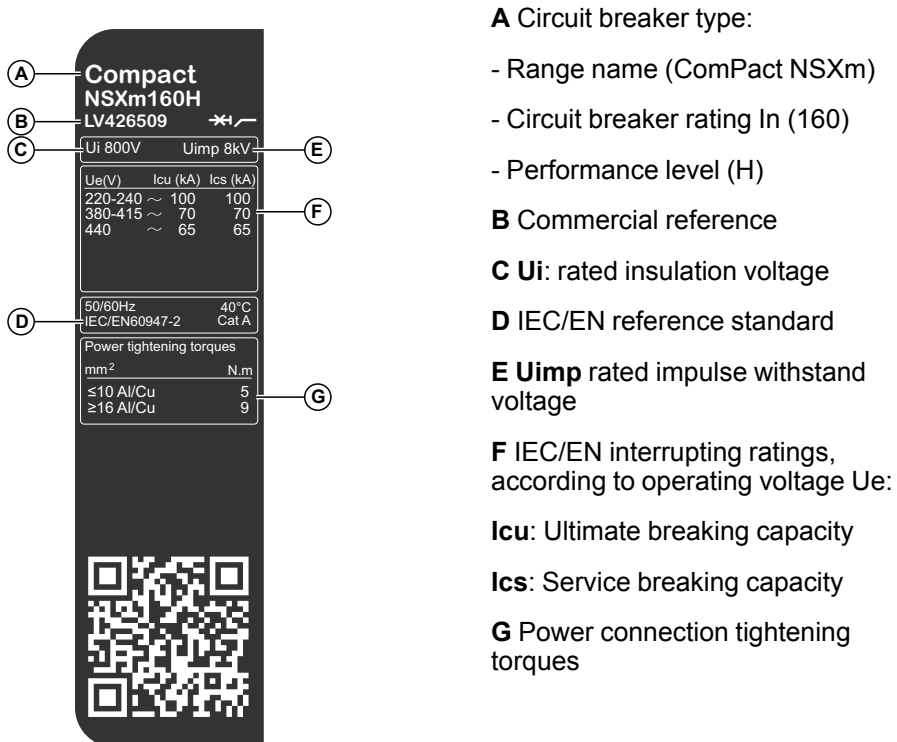 A
Compact
NSXm160H
B
LV426509
C
Ui 800V Uimp 8kV
E
Ue(V) Icu (kA) Ics (kA)
220-240 ~ 100 100
380-415 ~ 70 70
F
440 ~ 65 65
50/60Hz 40°C
D
IEC/EN60947-2 Cat A
Power tightening torques
mm² N.m
≤10 Al/Cu 5
G
≥16 Al/Cu 9
A Circuit breaker type:
- Range name (ComPact NSXm)
- Circuit breaker rating In (160)
- Performance level (H)
B Commercial reference
C Ui: rated insulation voltage
D IEC/EN reference standard
E Uimp rated impulse withstand
voltage
F IEC/EN interrupting ratings,
according to operating voltage Ue:
Icu: Ultimate breaking capacity
Ics: Service breaking capacity
G Power connection tightening
torques